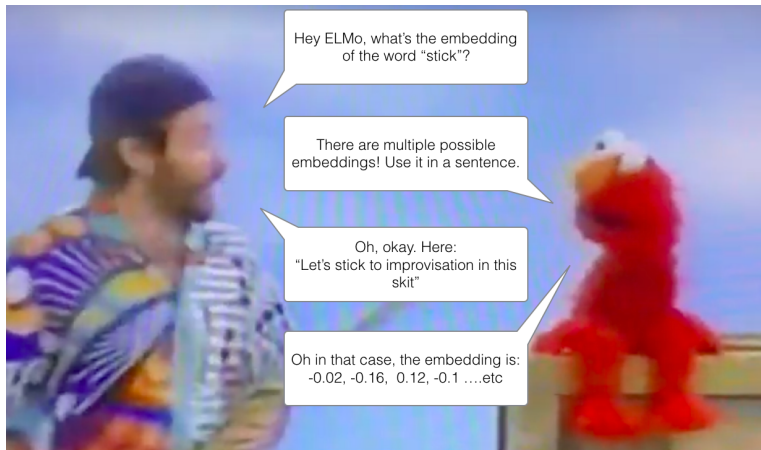 Hey ELMo, what's the embedding
of the word “stick”?
There are multiple possible
embeddings! Use it in a sentence.
Oh, okay. Here:
“Let's stick to improvisation in this
skit”
Oh in that case, the embedding is:
-0.02, -0.16, 0.12, -0.1 ….etc